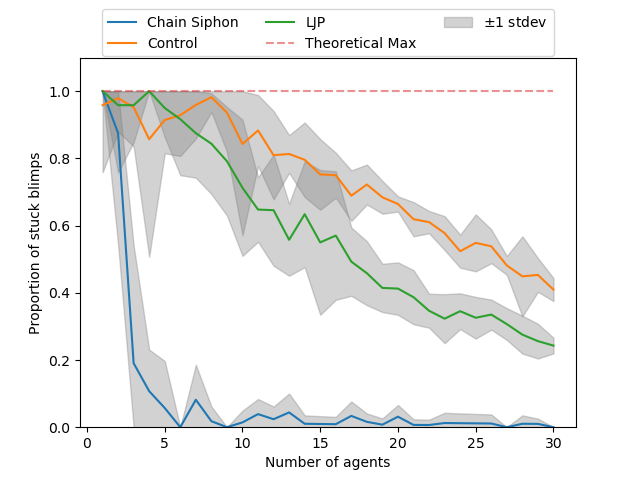 Chain Siphon
Control
LJP
Theoretical Max
±1 stdev
1.0
0.8
0.6
0.4
0.2
0.0
Proportion of stuck blimps
0 5 10 15 20 25 30
Number of agents